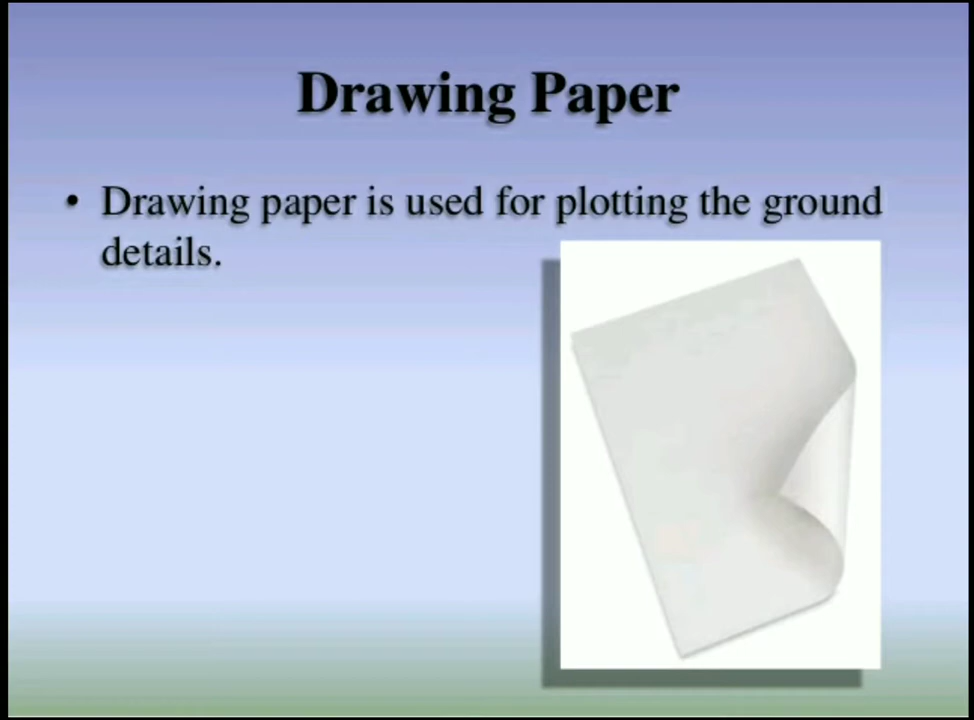 Drawing Paper
• Drawing paper is used for plotting the ground
details.